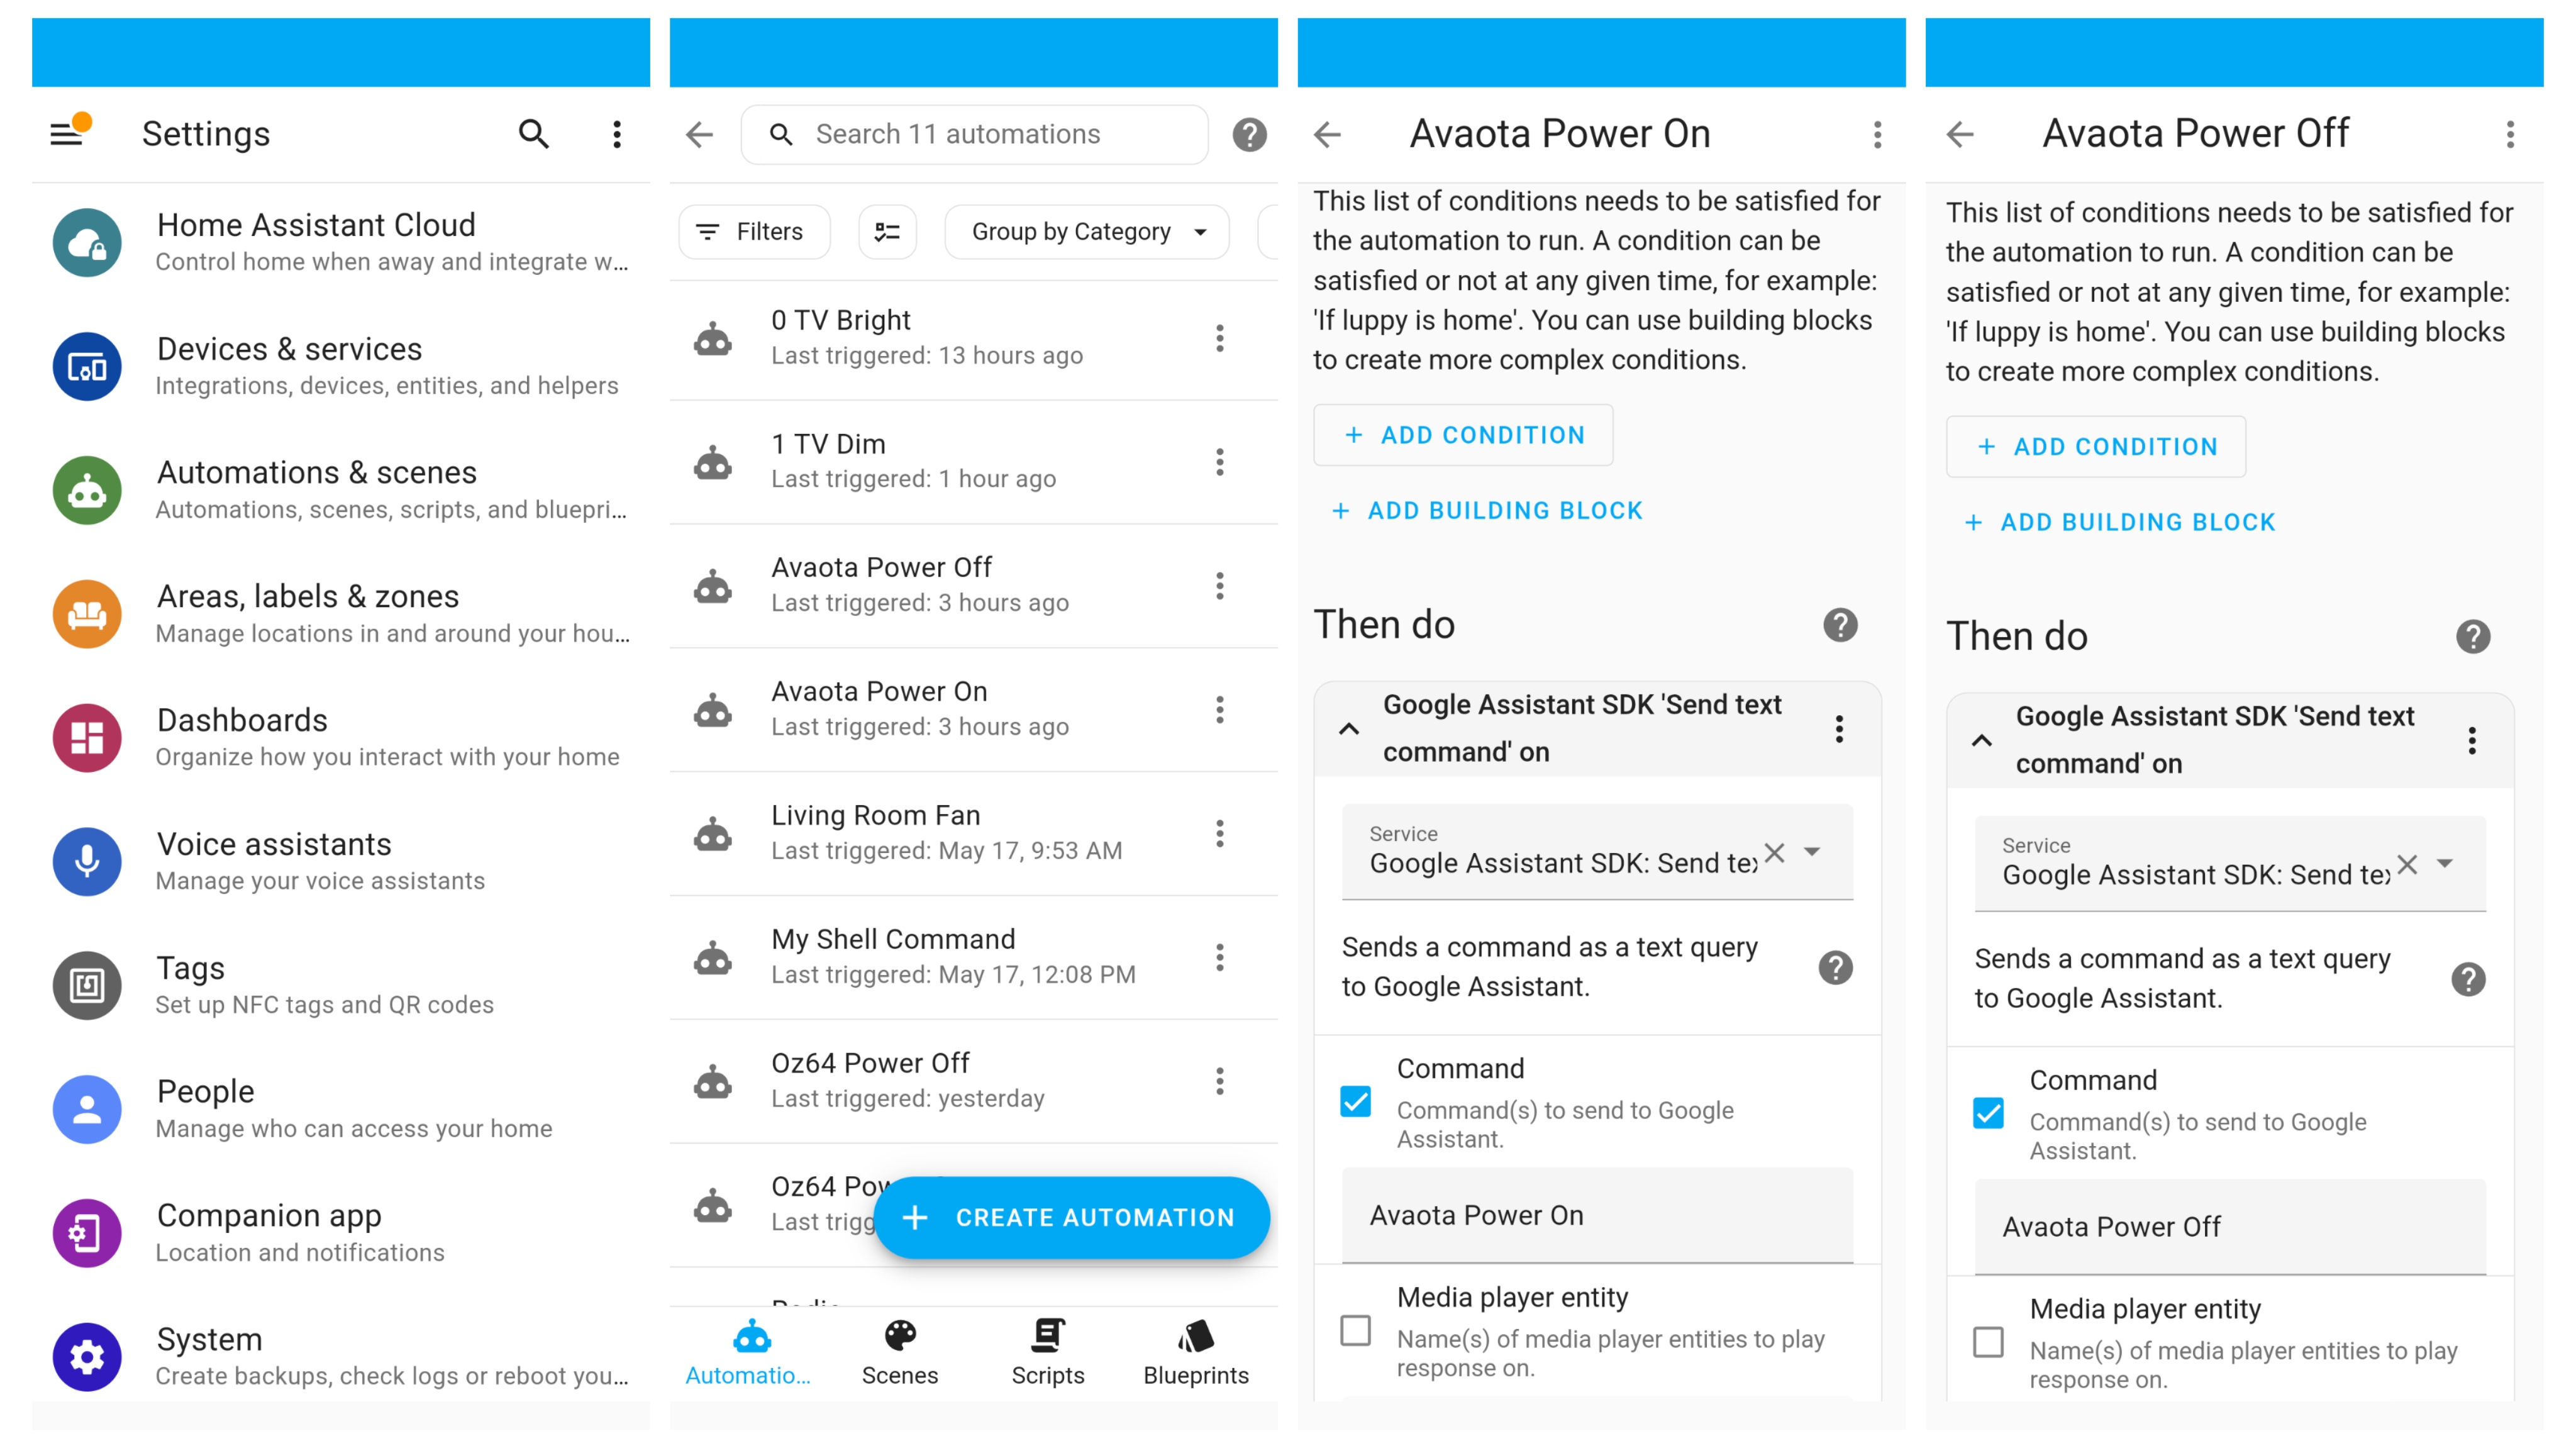 Settings
Home Assistant Cloud
Control home when away and integrate w...
Devices & services
Integrations, devices, entities, and helpers
Automations & scenes
Automations, scenes, scripts, and bluepri...
Areas, labels & zones
Manage locations in and around your hou...
Dashboards
Organize how you interact with your home
Voice assistants
Manage your voice assistants
Tags
Set up NFC tags and QR codes
People
Manage who can access your home
Companion app
Location and notifications
System
Create backups, check logs or reboot you...
Search 11 automations
Filters
Group by Category
0 TV Bright
Last triggered: 13 hours ago
1 TV Dim
Last triggered: 1 hour ago
Avaota Power Off
Last triggered: 3 hours ago
Avaota Power On
Last triggered: 3 hours ago
Living Room Fan
Last triggered: May 17, 9:53 AM
My Shell Command
Last triggered: May 17, 12:08 PM
Oz64 Power Off
Last triggered: yesterday
Oz64 Pow
Last trigg
+ CREATE AUTOMATION
Automatio...
Scenes
Scripts
Blueprints
Avaota Power On
This list of conditions needs to be satisfied for
the automation to run. A condition can be
satisfied or not at any given time, for example:
'If luppy is home'. You can use building blocks
to create more complex conditions.
+ ADD CONDITION
+ ADD BUILDING BLOCK
Then do
Google Assistant SDK 'Send text
command' on
Service
Google Assistant SDK: Send tex
Sends a command as a text query
to Google Assistant.
Command
Command(s) to send to Google
Assistant.
Avaota Power On
Media player entity
Name(s) of media player entities to play
response on.
Avaota Power Off
This list of conditions needs to be satisfied for
the automation to run. A condition can be
satisfied or not at any given time, for example:
'If luppy is home'. You can use building blocks
to create more complex conditions.
+ ADD CONDITION
+ ADD BUILDING BLOCK
Then do
Google Assistant SDK 'Send text
command' on
Service
Google Assistant SDK: Send tex
Sends a command as a text query
to Google Assistant.
Command
Command(s) to send to Google
Assistant.
Avaota Power Off
Media player entity
Name(s) of media player entities to play
response on.